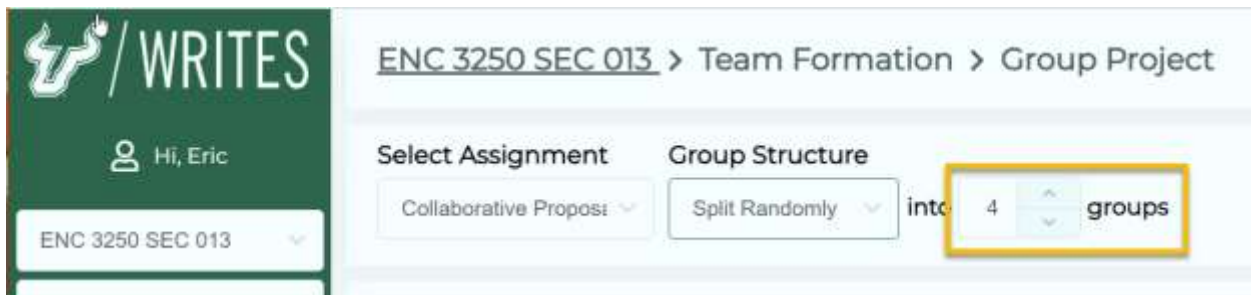 /WRITES
Hi, Eric
ENC 3250 SEC 013
ENC 3250 SEC 013 > Team Formation > Group Project
Select Assignment Group Structure
Collaborative Propos Split Randomly into 4 groups